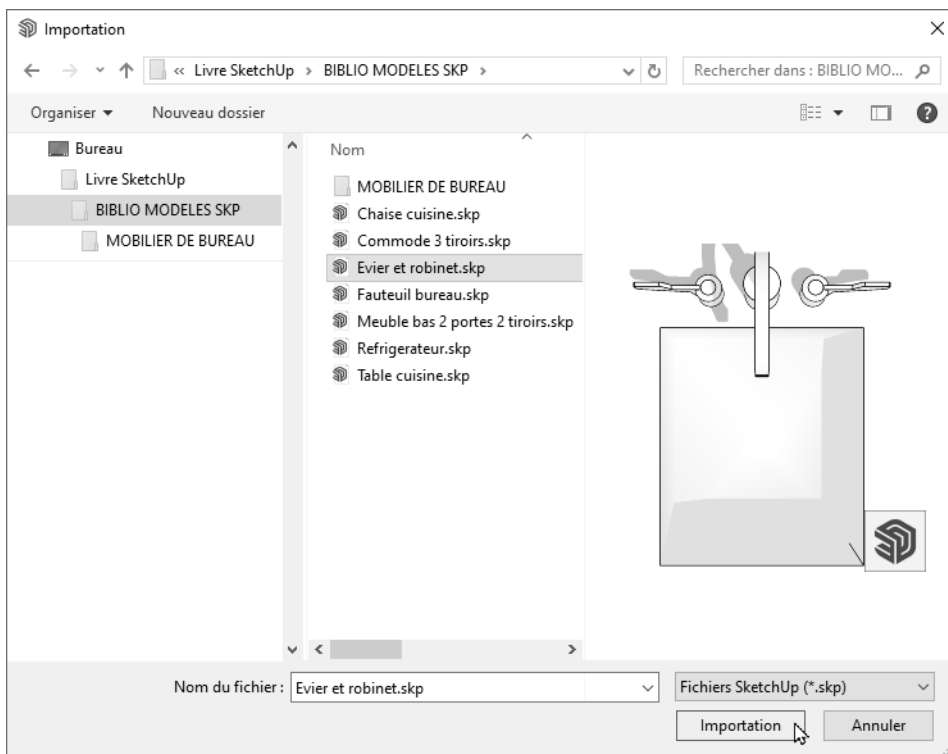 Importation
« Livre SketchUp > BIBLIO MODELES SKP >
Rechercher dans : BIBLIO MO...
Organiser
Nouveau dossier
Bureau
Livre SketchUp
BIBLIO MODELES SKP
MOBILIER DE BUREAU
Nom
MOBILIER DE BUREAU
Chaise cuisine.skp
Commode 3 tiroirs.skp
Evier et robinet.skp
Fauteuil bureau.skp
Meuble bas 2 portes 2 tiroirs.skp
Refrigerateur.skp
Table cuisine.skp
Nom du fichier : Evier et robinet.skp
Fichiers SketchUp (*.skp)
Importation
Annuler